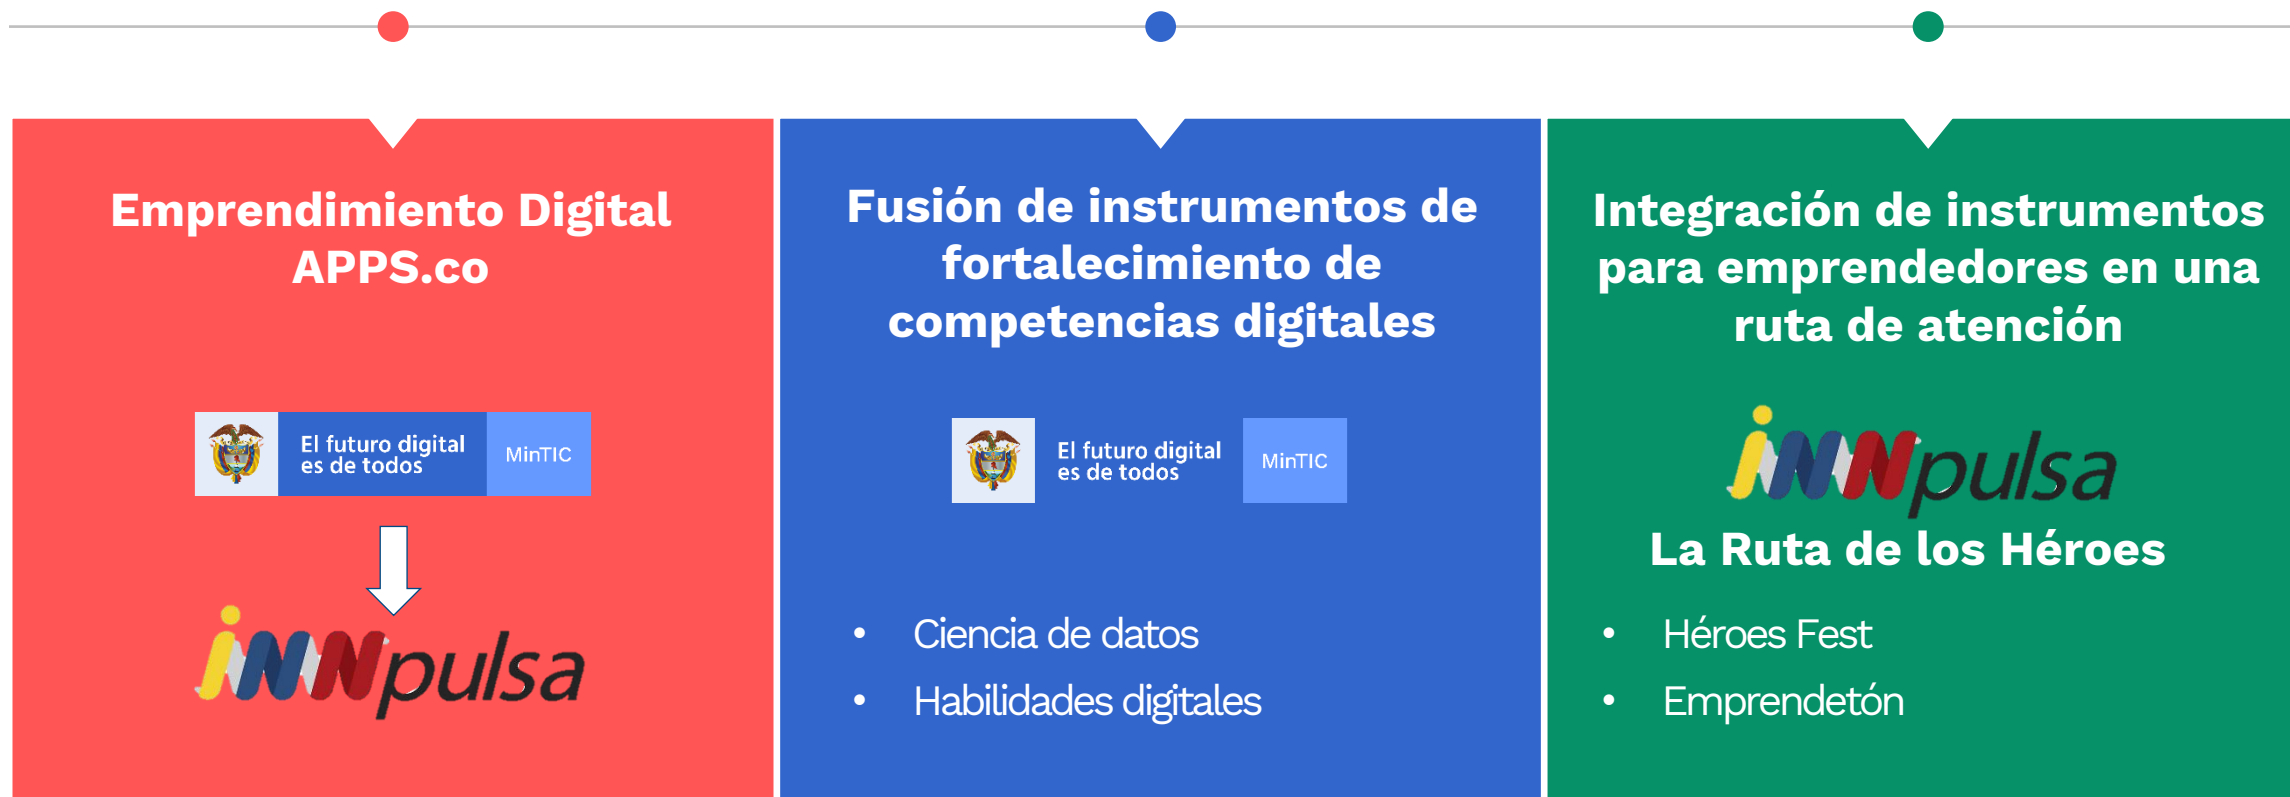 Emprendimiento Digital
APPS.co
El futuro digital
es de todos
MinTIC
iNNpulsa
Fusión de instrumentos de
fortalecimiento de
competencias digitales
El futuro digital
es de todos
MinTIC
• Ciencia de datos
• Habilidades digitales
Integración de instrumentos
para emprendedores en una
ruta de atención
iNNpulsa
La Ruta de los Héroes
• Héroes Fest
• Emprendetón